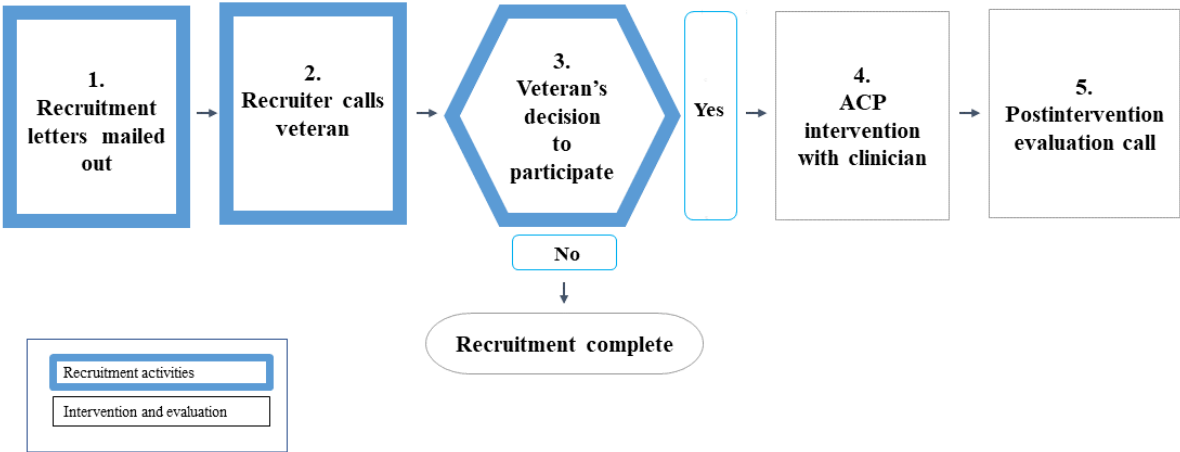 1.
Recruitment
letters mailed
out
2.
Recruiter calls
veteran
3.
Veteran's
decision
to
participate
Yes
4.
ACP
intervention
with clinician
5.
Postintervention
evaluation call
No
Recruitment complete
Recruitment activities
Intervention and evaluation